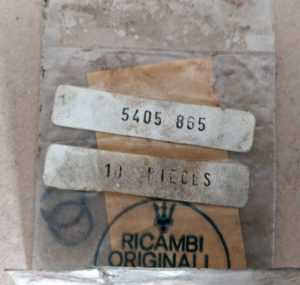 5405 865
10 PIECES
RICAMBI
ORIGINALI